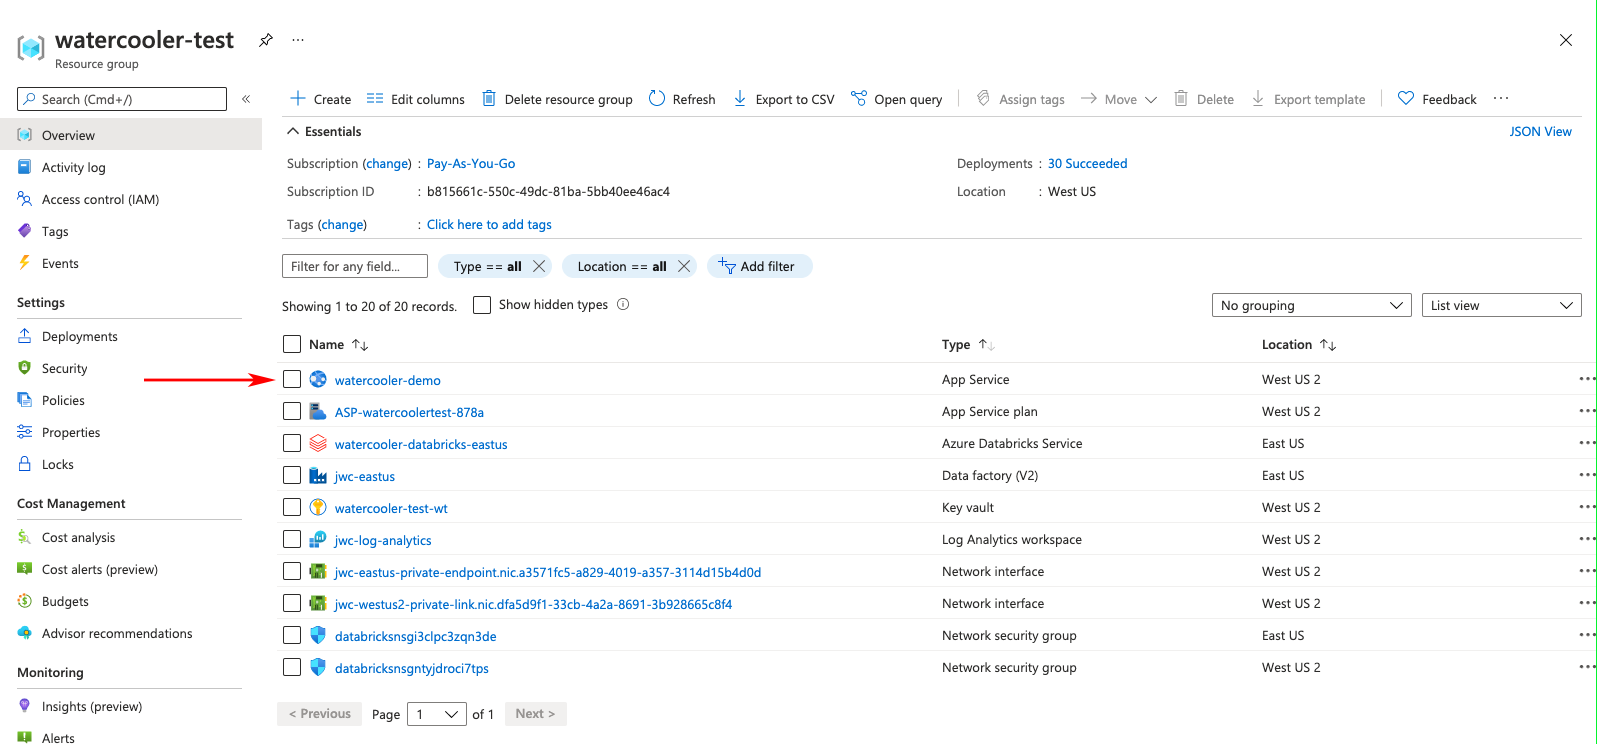 watercooler-test
Resource group
Search (Cmd+/)
«
Overview
Activity log
Access control (IAM)
Tags
Events
Settings
Deployments
Security
Policies
Properties
Locks
Cost Management
Cost analysis
Cost alerts (preview)
Budgets
Advisor recommendations
Monitoring
Insights (preview)
Alerts
Create Edit columns Delete resource group Refresh Export to CSV Open query Assign tags Move Delete Export template Feedback
Essentials JSON View
Subscription (change) : Pay-As-You-Go Deployments : 30 Succeeded
Subscription ID : b815661c-550c-49dc-81ba-5bb40ee46ac4 Location : West US
Tags (change) : Click here to add tags
Filter for any field... Type == all Location == all Add filter
Showing 1 to 20 of 20 records. Show hidden types No grouping List view
Name Type Location
watercooler-demo App Service West US 2
ASP-watercoolertest-878a App Service plan West US 2
watercooler-databricks-eastus Azure Databricks Service East US
jwc-eastus Data factory (V2) East US
watercooler-test-wt Key vault West US 2
jwc-log-analytics Log Analytics workspace West US 2
jwc-eastus-private-endpoint.nic.a3571fc5-a829-4019-a357-3114d15b4d0d Network interface West US 2
jwc-westus2-private-link.nic.dfa5d9f1-33cb-4a2a-8691-3b928665c8f4 Network interface West US 2
databricksnsgi3clpc3zqn3de Network security group East US
databricksnsgntyjdroci7tps Network security group West US 2
< Previous Page 1 of 1 Next >